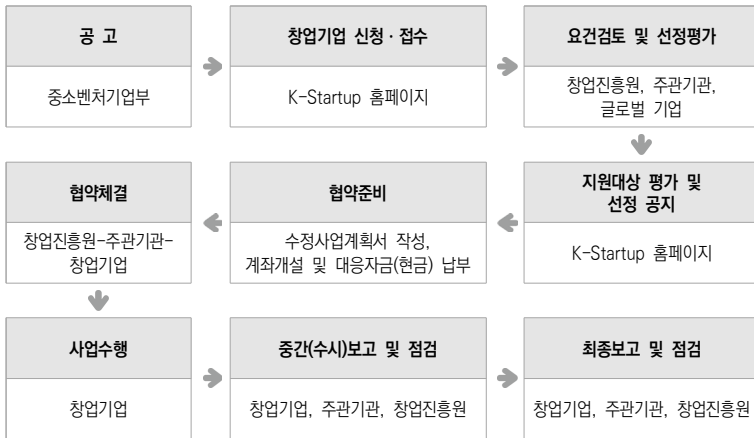 공 고
중소벤처기업부
창업기업 신청·접수
K-Startup 홈페이지
요건검토 및 선정평가
창업진흥원, 주관기관,
글로벌 기업
지원대상 평가 및
선정 공지
K-Startup 홈페이지
협약준비
수정사업계획서 작성,
계좌개설 및 대응자금(현금) 납부
협약체결
창업진흥원-주관기관-
창업기업
사업수행
창업기업
중간(수시)보고 및 점검
창업기업, 주관기관, 창업진흥원
최종보고 및 점검
창업기업, 주관기관, 창업진흥원